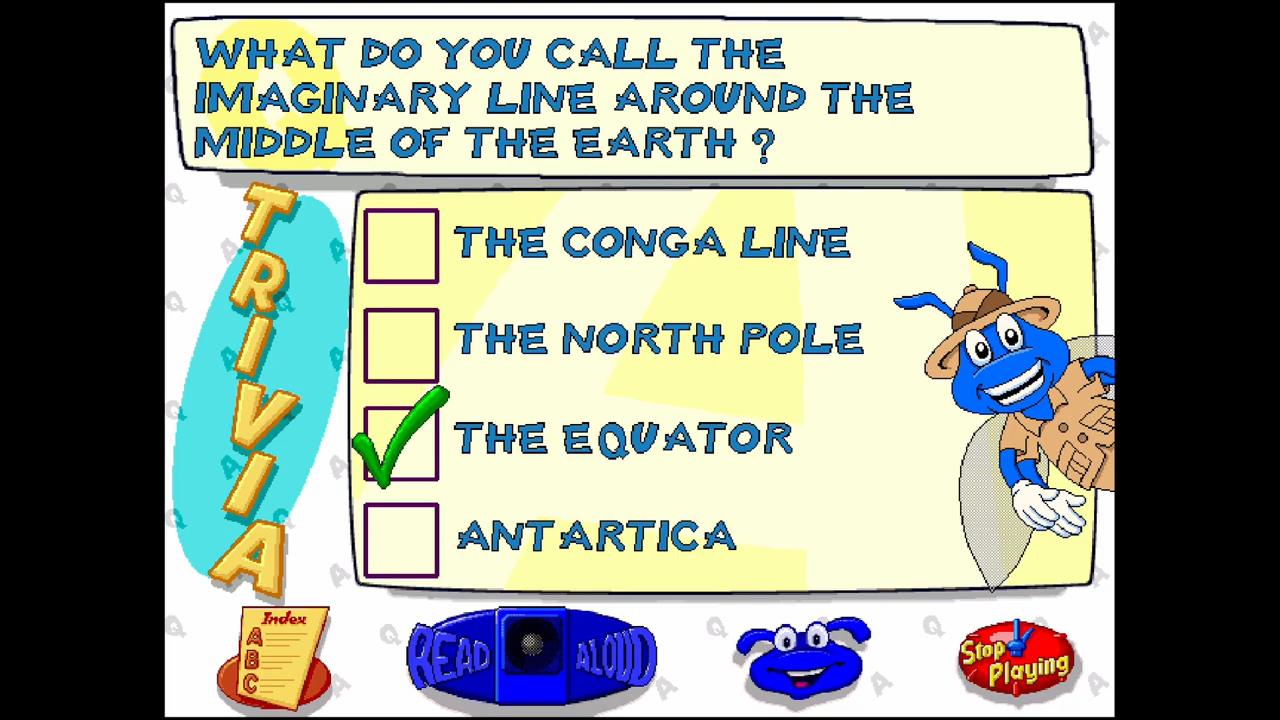 WHAT DO YOU CALL THE
IMAGINARY LINE AROUND THE
MIDDLE OF THE EARTH ?
TRIVIA
THE CONGA LINE
THE NORTH POLE
THE EQUATOR
ANTARTICA
Index
A
B
C
READ ALOUD
Stop
Playing